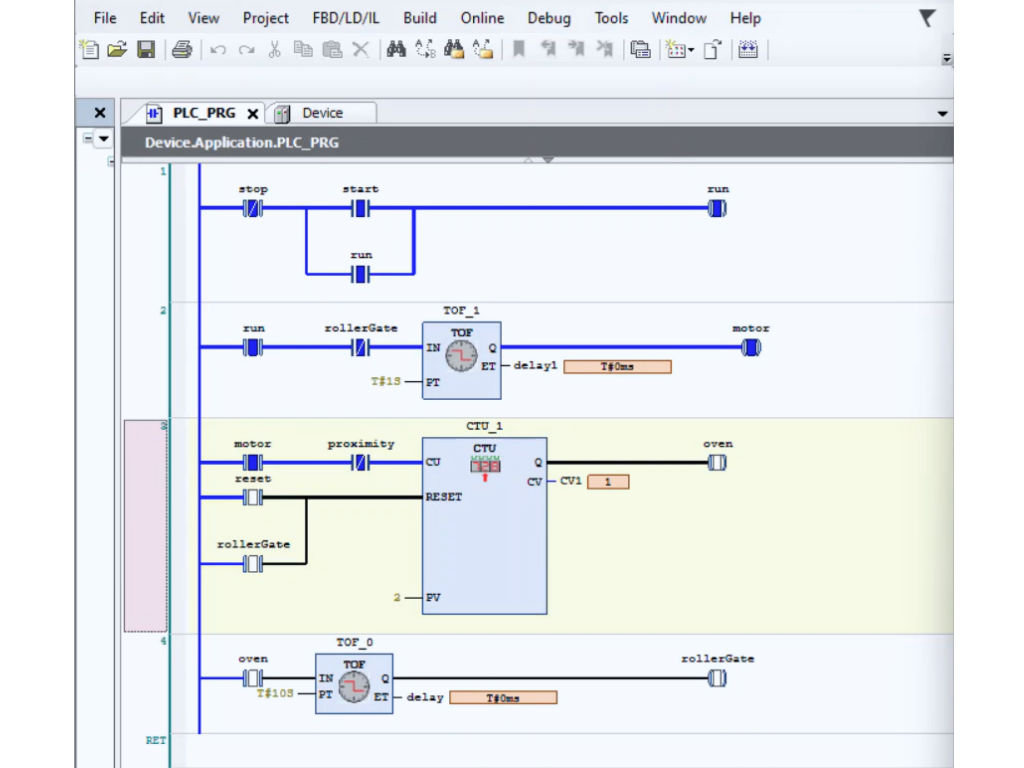 File Edit View Project FBD/LD/IL Build Online Debug Tools Window Help
PLC_PRG Device
Device.Application.PLC_PRG
1
stop start run
run
2
TOF_1
run rollerGate TOF motor
IN Q
ET delay1 T#0ms
T#1S PT
3
CTU_1
motor proximity CTU oven
CU Q
reset CV CV1 1
RESET
rollerGate
2 PV
4
TOF_0
oven TOF rollerGate
IN Q
T#10S PT ET delay T#0ms
RET